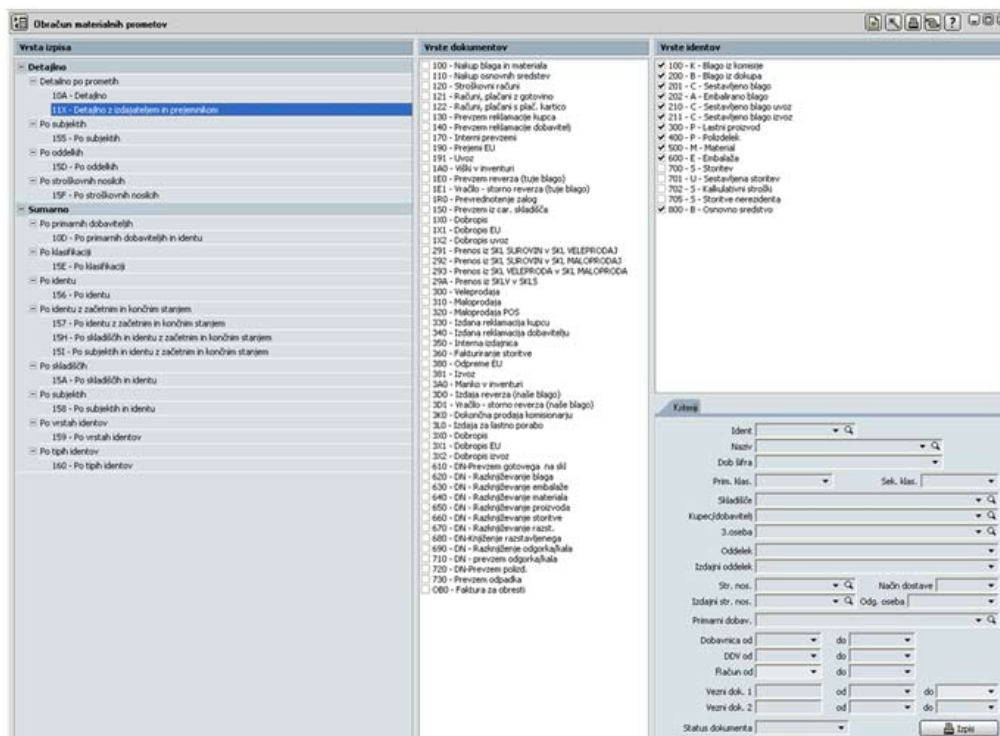 Obračun materialnih prometov
Vrsta izpisa
Detajlno
Detajlno po prometih
10A - Detajlno
11X - Detajlno z izdajateljem in prejemnikom
Po subjektih
155 - Po subjektih
Po oddelkih
15D - Po oddelkih
Po stroškovnih nosilcih
15F - Po stroškovnih nosilcih
Sumarno
Po primarnih dobaviteljih
10D - Po primarnih dobaviteljih in identu
Po klasifikaciji
15E - Po klasifikaciji
Po identu
156 - Po identu
Po identu z začetnim in končnim stanjem
157 - Po identu z začetnim in končnim stanjem
15H - Po skladiščih in identu z začetnim in končnim stanjem
15I - Po subjektih in identu z začetnim in končnim stanjem
Po skladiščih
15A - Po skladiščih in identu
Po subjektih
158 - Po subjektih in identu
Po vrstah identov
159 - Po vrstah identov
Po tipih identov
160 - Po tipih identov
Vrste dokumentov
100 - Nakup blaga in materiala
110 - Nakup osnovnih sredstev
120 - Stroškovni računi
121 - Računi, plačani z gotovino
122 - Računi, plačani s plač. kartico
130 - Prevzem reklamacije kupca
140 - Prevzem reklamacije dobavitelj
170 - Interni prevzemi
190 - Prejemi EU
191 - Uvoz
1A0 - Viški v inventuri
1E0 - Prevzem reverza (tuje blago)
1E1 - Vračilo - storno reverza (tuje blago)
1R0 - Prevrednotenje zalog
150 - Prevzem iz car. skladišča
1X0 - Dobropis
1X1 - Dobropis EU
1X2 - Dobropis uvoz
291 - Prenos iz SKL SUROVIN v SKL VELEPRODAJ
292 - Prenos iz SKL SUROVIN v SKL MALOPRODAJ
293 - Prenos iz SKL VELEPRODA v SKL MALOPRODA
29A - Prenos iz SKLV v SKLS
300 - Veleprodaja
310 - Maloprodaja
320 - Maloprodaja POS
330 - Izdana reklamacija kupcu
340 - Izdana reklamacija dobavitelju
350 - Interna izdajnica
360 - Fakturiranje storitve
380 - Odpreme EU
381 - Izvoz
3A0 - Manko v inventuri
3D0 - Izdaja reverza (naše blago)
3D1 - Vračilo - storno reverza (naše blago)
3K0 - Dokončna prodaja komisionarju
3L0 - Izdaja za lastno porabo
3X0 - Dobropis
3X1 - Dobropis EU
3X2 - Dobropis izvoz
610 - DN-Prevzem gotovega na skl
620 - DN - Razknjiževanje blaga
630 - DN - Razknjiževanje embalaže
640 - DN - Razknjiževanje materiala
650 - DN - Razknjiževanje proizvoda
660 - DN - Razknjiževanje storitve
670 - DN - Razknjiževanje razst.
680 - DN-Knjiženje razstavljenega
690 - DN - Razknjiženje odgorka/kala
710 - DN - prevzem odgorka/kala
720 - DN-Prevzem polizd.
730 - Prevzem odpadka
OB0 - Faktura za obresti
Vrste identov
100 - K - Blago iz komisije
200 - B - Blago iz dokupa
201 - C - Sestavljeno blago
202 - A - Embalirano blago
210 - C - Sestavljeno blago uvoz
211 - C - Sestavljeno blago izvoz
300 - P - Lastni proizvod
400 - P - Polizdelek
500 - M - Material
600 - E - Embalaža
700 - S - Storitev
701 - U - Sestavljena storitev
702 - S - Kalkulativni stroški
705 - S - Storitve nerezidenta
800 - B - Osnovno sredstvo
Kriteriji
Ident
Naziv
Dob šifra
Prim. klas. Sek. klas.
Skladišče
Kupec/dobavitelj
3.oseba
Oddelek
Izdajni oddelek
Str. nos. Način dostave
Izdajni str. nos. Odg. oseba
Primarni dobav.
Dobavnica od do
DDV od do
Račun od do
Vezni dok. 1 od do
Vezni dok. 2 od do
Status dokumenta Izpis